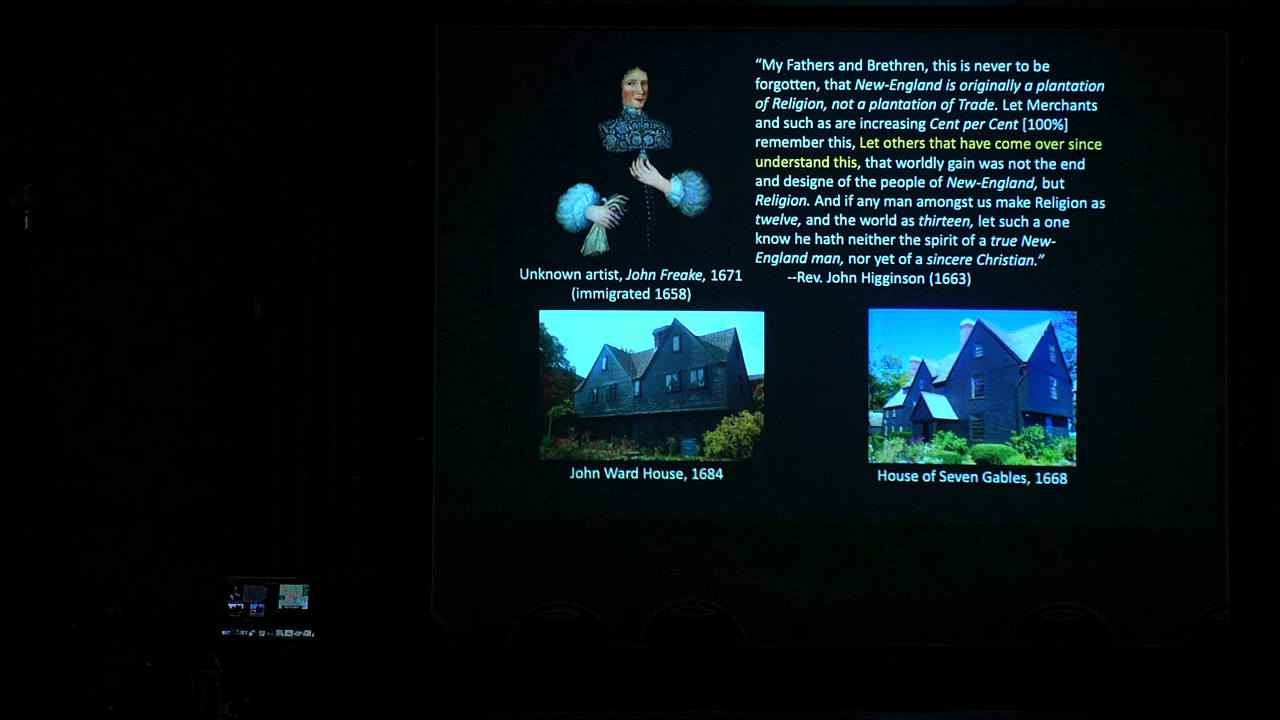 “My Fathers and Brethren, this is never to be
forgotten, that New-England is originally a plantation
of Religion, not a plantation of Trade. Let Merchants
and such as are increasing Cent per Cent [100%]
remember this, Let others that have come over since
understand this, that worldly gain was not the end
and designe of the people of New-England, but
Religion. And if any man amongst us make Religion as
twelve, and the world as thirteen, let such a one
know he hath neither the spirit of a true New-
England man, nor yet of a sincere Christian.”
--Rev. John Higginson (1663)
Unknown artist, John Freake, 1671
(immigrated 1658)
John Ward House, 1684
House of Seven Gables, 1668